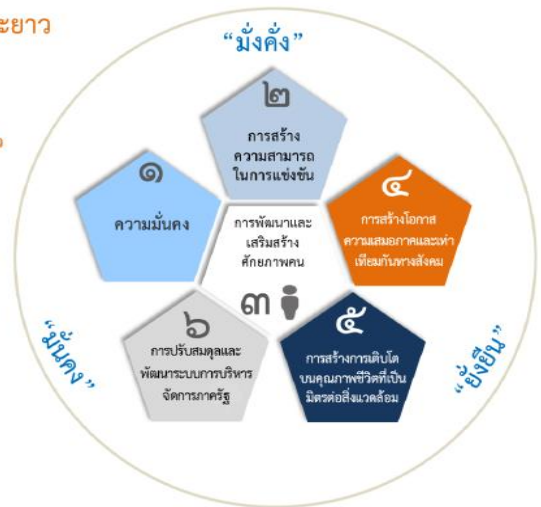 ะยาว
“มั่งคั่ง”
๒
การสร้าง
ความสามารถ
ในการแข่งขัน
๑
ความมั่นคง
๔
การสร้างโอกาส
ความเสมอภาคและเท่า
เทียมกันทางสังคม
การพัฒนาและ
เสริมสร้าง
ศักยภาพคน
๓
๖
การปรับสมดุลและ
พัฒนาระบบการบริหาร
จัดการภาครัฐ
๕
การสร้างการเติบโต
บนคุณภาพชีวิตที่เป็น
มิตรต่อสิ่งแวดล้อม
“มั่นคง”
“ยั่งยืน”